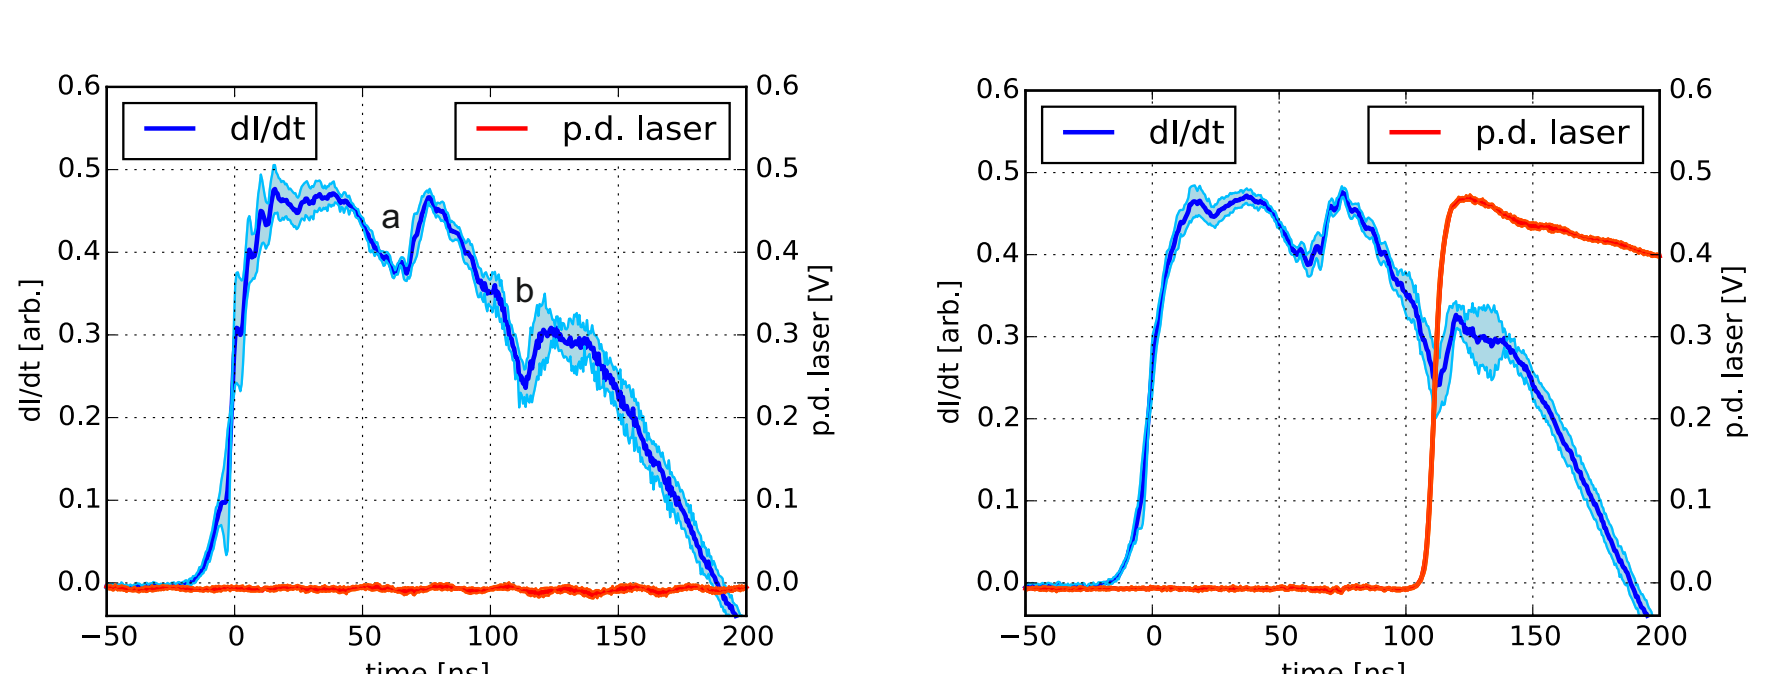 0.6 0.6
dI/dt p.d. laser
0.5 0.5
a
0.4 0.4
b
0.3 0.3
0.2 0.2
0.1 0.1
0.0 0.0
−50 0 50 100 150 200
time [ns]
dI/dt [arb.]
p.d. laser [V]
0.6 0.6
dI/dt p.d. laser
0.5 0.5
0.4 0.4
0.3 0.3
0.2 0.2
0.1 0.1
0.0 0.0
−50 0 50 100 150 200
time [ns]
dI/dt [arb.]
p.d. laser [V]